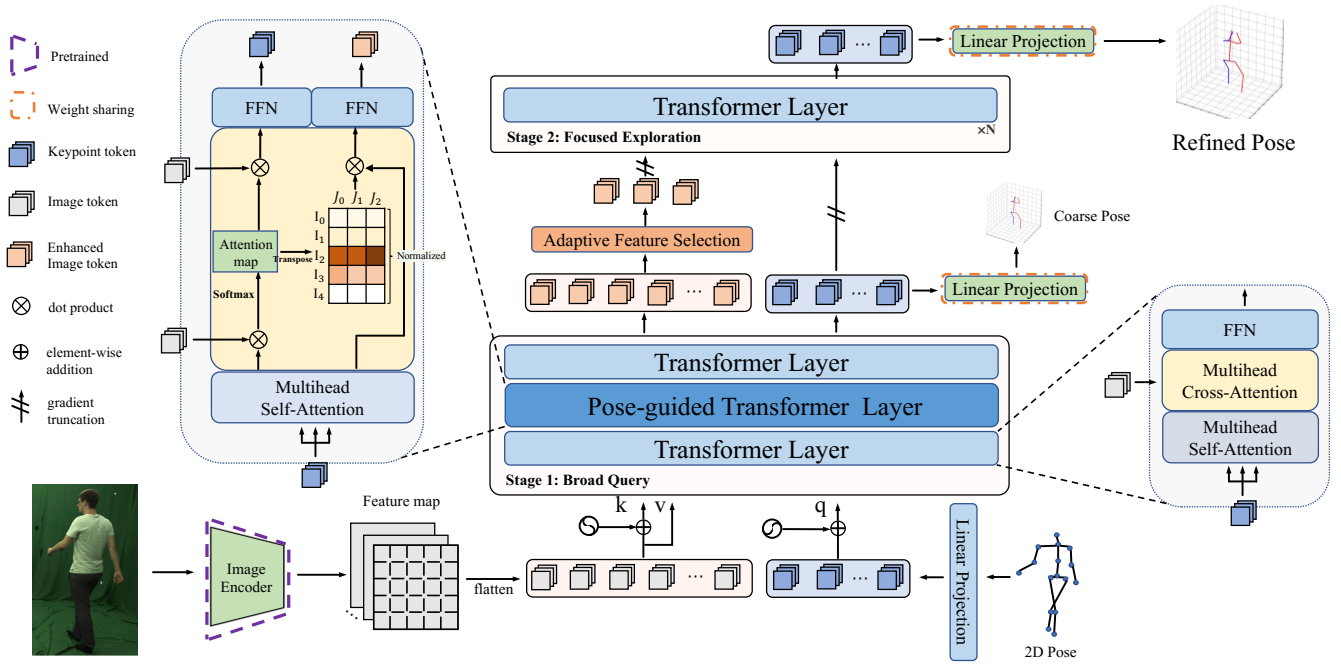 Pretrained
Weight sharing
Keypoint token
Image token
Enhanced
Image token
dot product
element-wise
addition
gradient
truncation
FFN
FFN
J0 J1 J2
I0
I1
I2
I3
I4
Normalized
Attention
map
Transpose
Softmax
Multihead
Self-Attention
Linear Projection
Refined Pose
Transformer Layer
×N
Stage 2: Focused Exploration
Coarse Pose
Adaptive Feature Selection
Linear Projection
Transformer Layer
Pose-guided Transformer Layer
Transformer Layer
Stage 1: Broad Query
FFN
Multihead
Cross-Attention
Multihead
Self-Attention
k
v
q
Image
Encoder
Feature map
flatten
Linear Projection
2D Pose